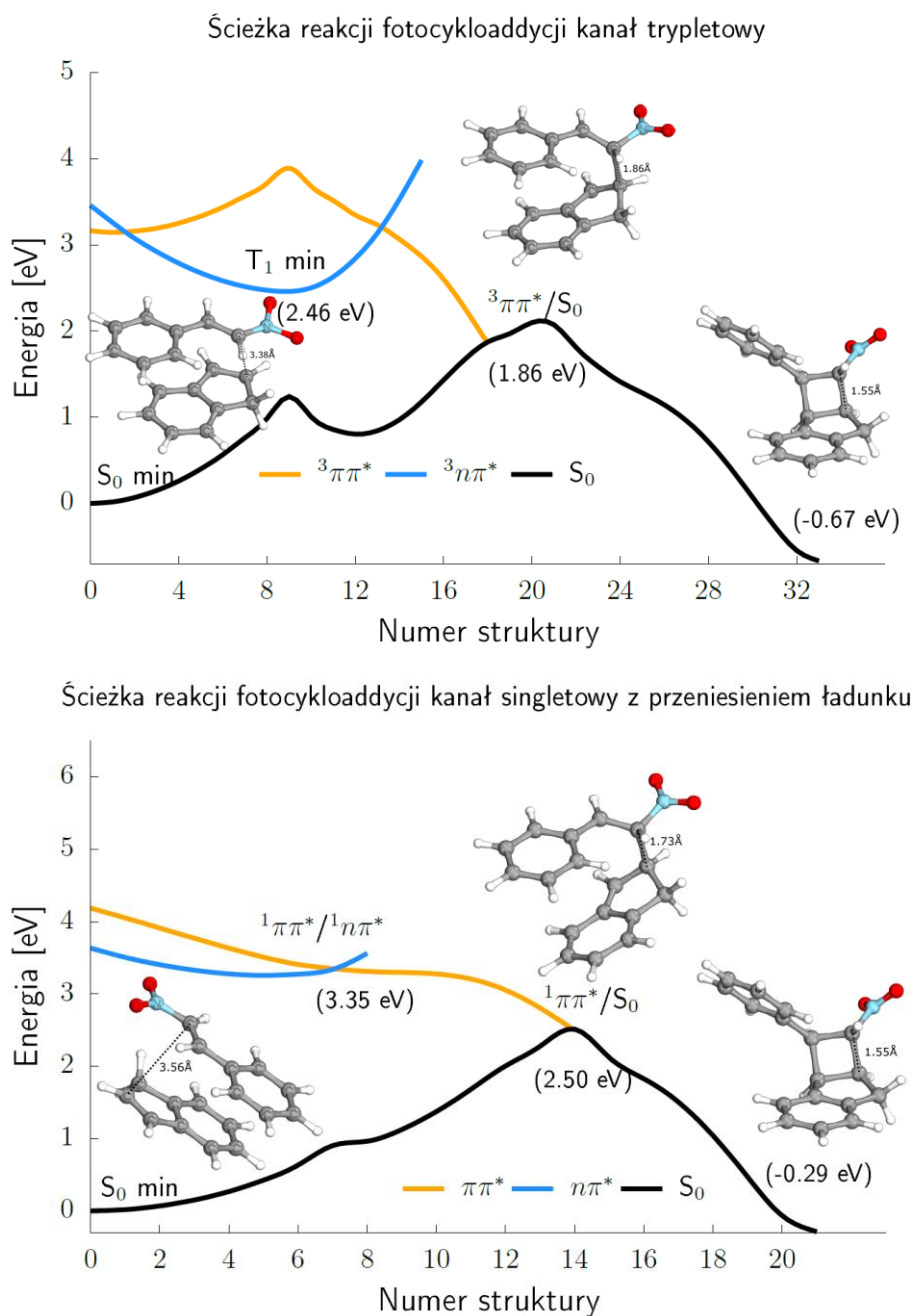 Ścieżka reakcji fotocykloaddycji kanał trypletowy
5
4
3
2
1
0
Energia [eV]
1.86Å
T₁ min
(2.46 eV)
³ππ*/S₀
(1.86 eV)
3.38Å
1.55Å
S₀ min
³ππ* ³nπ* S₀
(-0.67 eV)
0 4 8 12 16 20 24 28 32
Numer struktury
Ścieżka reakcji fotocykloaddycji kanał singletowy z przeniesieniem ładunku
6
5
4
3
2
1
0
Energia [eV]
1.73Å
¹ππ*/¹nπ*
(3.35 eV)
¹ππ*/S₀
(2.50 eV)
3.56Å
1.55Å
S₀ min
(-0.29 eV)
ππ* nπ* S₀
0 2 4 6 8 10 12 14 16 18 20
Numer struktury